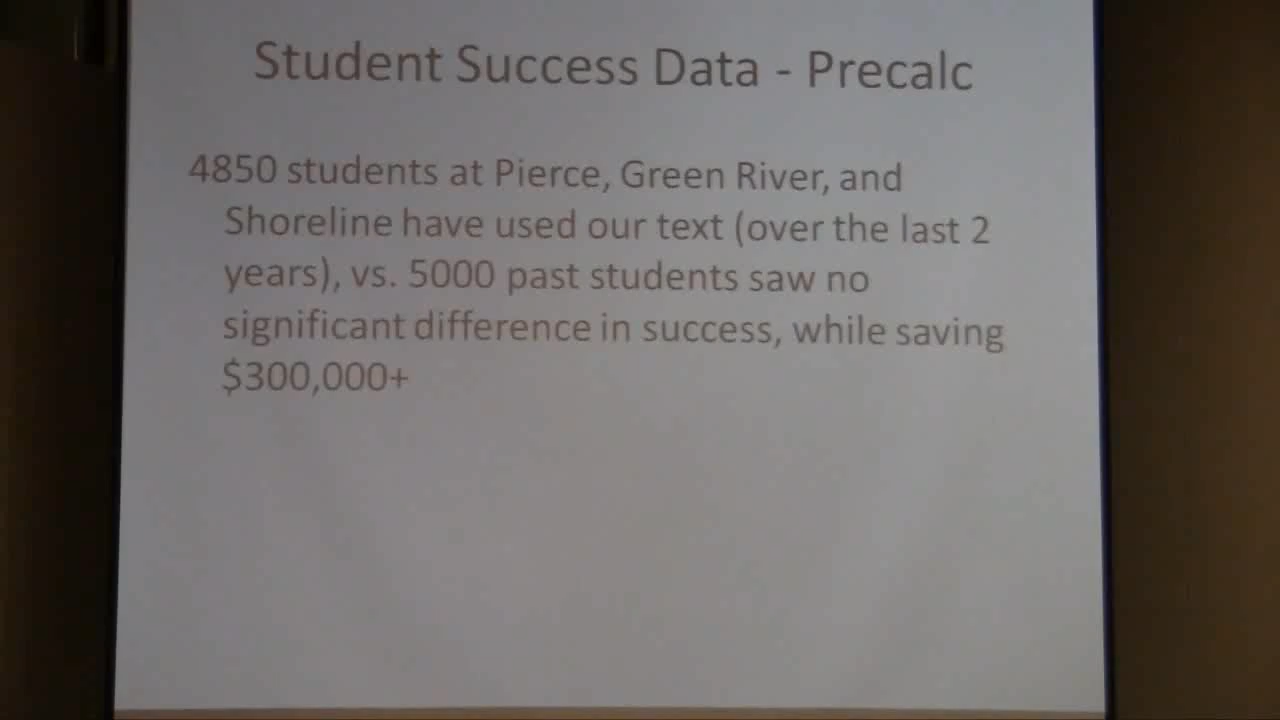 Student Success Data - Precalc
4850 students at Pierce, Green River, and
Shoreline have used our text (over the last 2
years), vs. 5000 past students saw no
significant difference in success, while saving
$300,000+